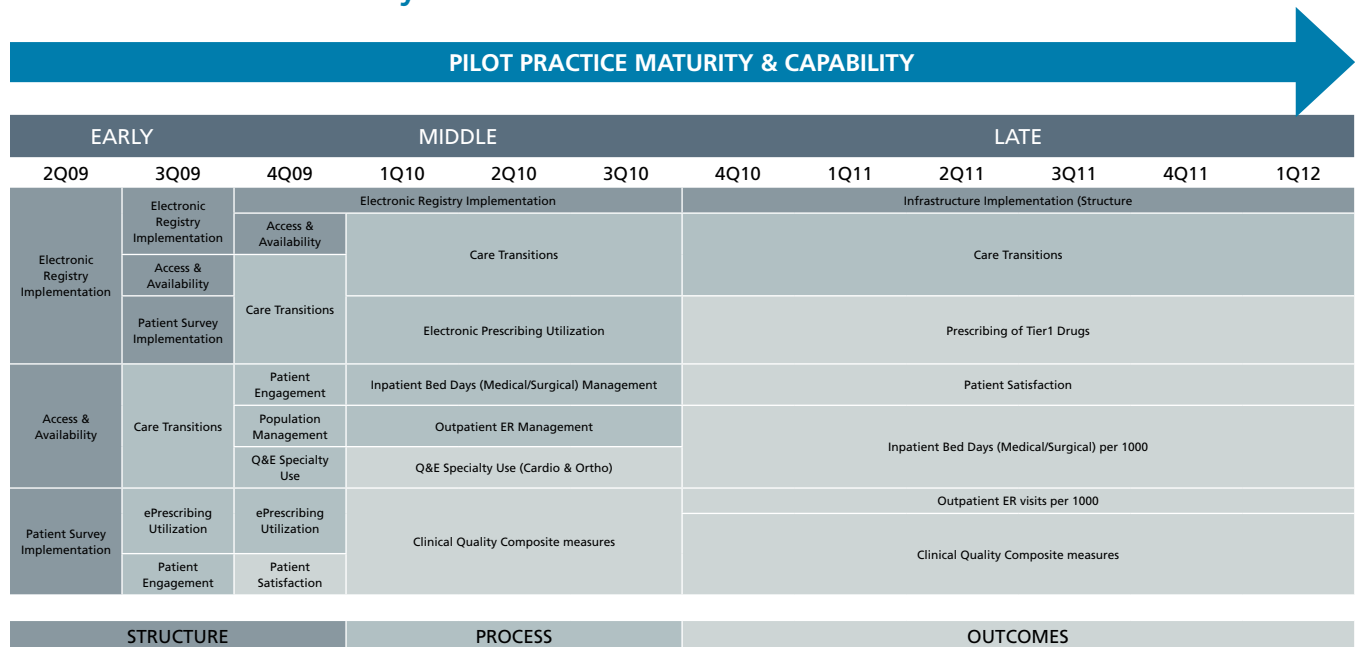 PILOT PRACTICE MATURITY & CAPABILITY
EARLY MIDDLE LATE
2Q09 3Q09 4Q09 1Q10 2Q10 3Q10 4Q10 1Q11 2Q11 3Q11 4Q11 1Q12
Electronic
Registry
Implementation
Access &
Availability
Patient Survey
Implementation
Electronic
Registry
Implementation
Access &
Availability
Patient Survey
Implementation
Care Transitions
ePrescribing
Utilization
Patient
Engagement
Electronic Registry Implementation
Access &
Availability
Care Transitions
Patient
Engagement
Population
Management
Q&E Specialty
Use
ePrescribing
Utilization
Patient
Satisfaction
Care Transitions
Electronic Prescribing Utilization
Inpatient Bed Days (Medical/Surgical) Management
Outpatient ER Management
Q&E Specialty Use (Cardio & Ortho)
Clinical Quality Composite measures
Infrastructure Implementation (Structure
Care Transitions
Prescribing of Tier1 Drugs
Patient Satisfaction
Inpatient Bed Days (Medical/Surgical) per 1000
Outpatient ER visits per 1000
Clinical Quality Composite measures
STRUCTURE PROCESS OUTCOMES